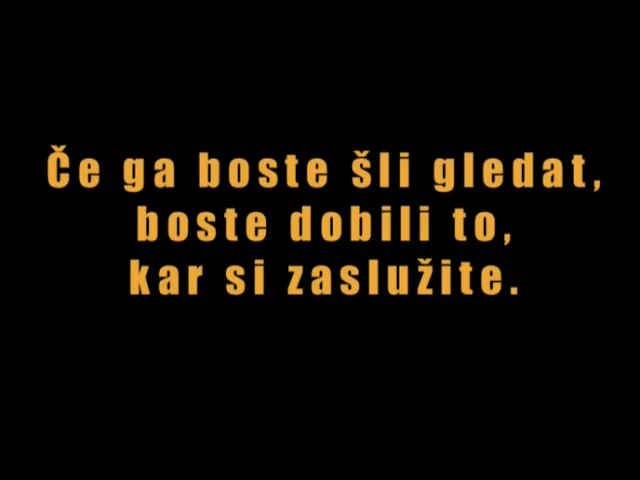 Če ga boste šli gledat,
boste dobili to,
kar si zaslužite.